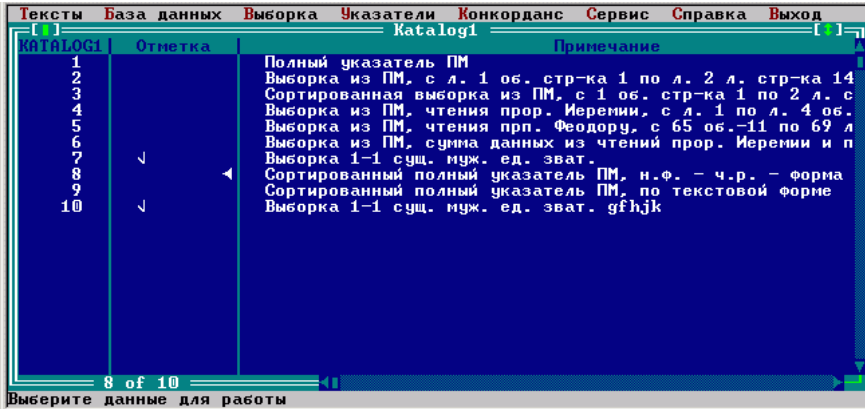 Тексты База данных Выборка Указатели Конкорданс Сервис Справка Выход
Katalog1
KATALOG1 Отметка Примечание
1 Полный указатель ПМ
2 Выборка из ПМ, с л. 1 об. стр-ка 1 по л. 2 л. стр-ка 14
3 Сортированная выборка из ПМ, с 1 об. стр-ка 1 по 2 л. с
4 Выборка из ПМ, чтения прор. Иеремии, с л. 1 по л. 4 об.
5 Выборка из ПМ, чтения прп. Феодору, с 65 об.-11 по 69 л
6 Выборка из ПМ, сумма данных из чтений прор. Иеремии и п
7 √ Выборка 1-1 сущ. муж. ед. зват.
8 Сортированный полный указатель ПМ, н.ф. - ч.р. - форма
9 Сортированный полный указатель ПМ, по текстовой форме
10 √ Выборка 1-1 сущ. муж. ед. зват. gfhjk
8 of 10
Выберите данные для работы